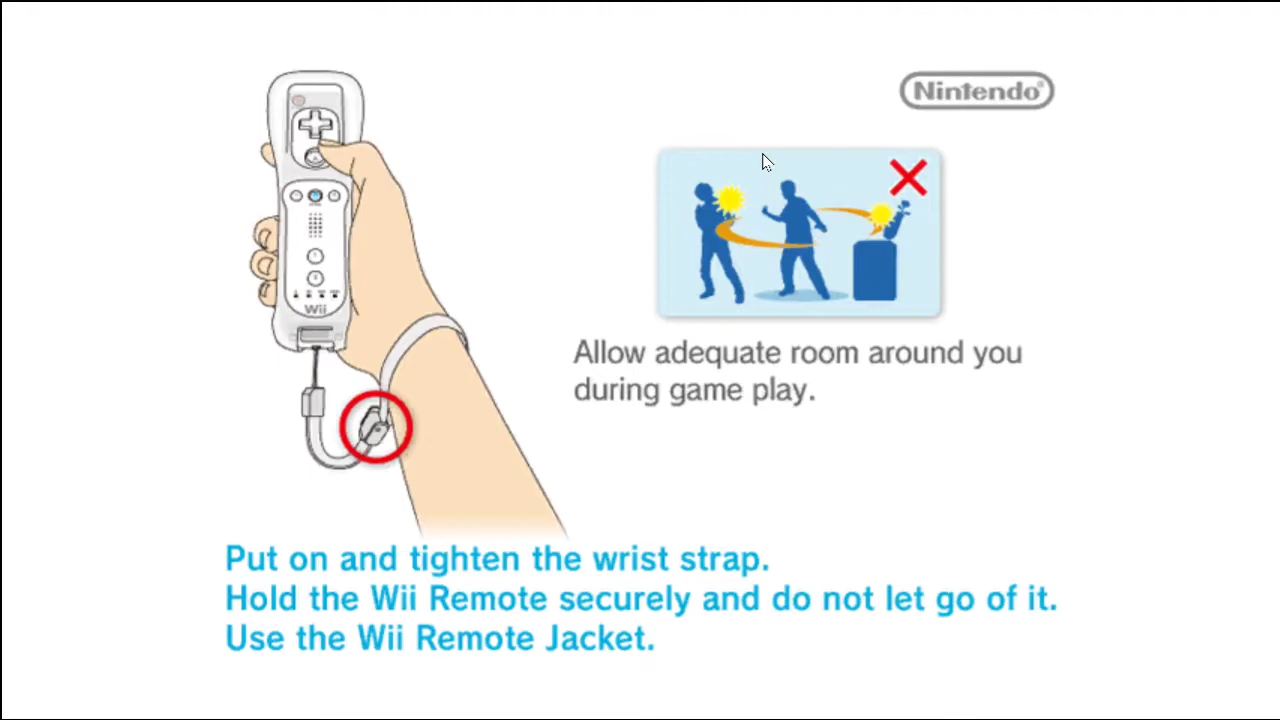 Nintendo®
Allow adequate room around you
during game play.
Wii
Put on and tighten the wrist strap.
Hold the Wii Remote securely and do not let go of it.
Use the Wii Remote Jacket.